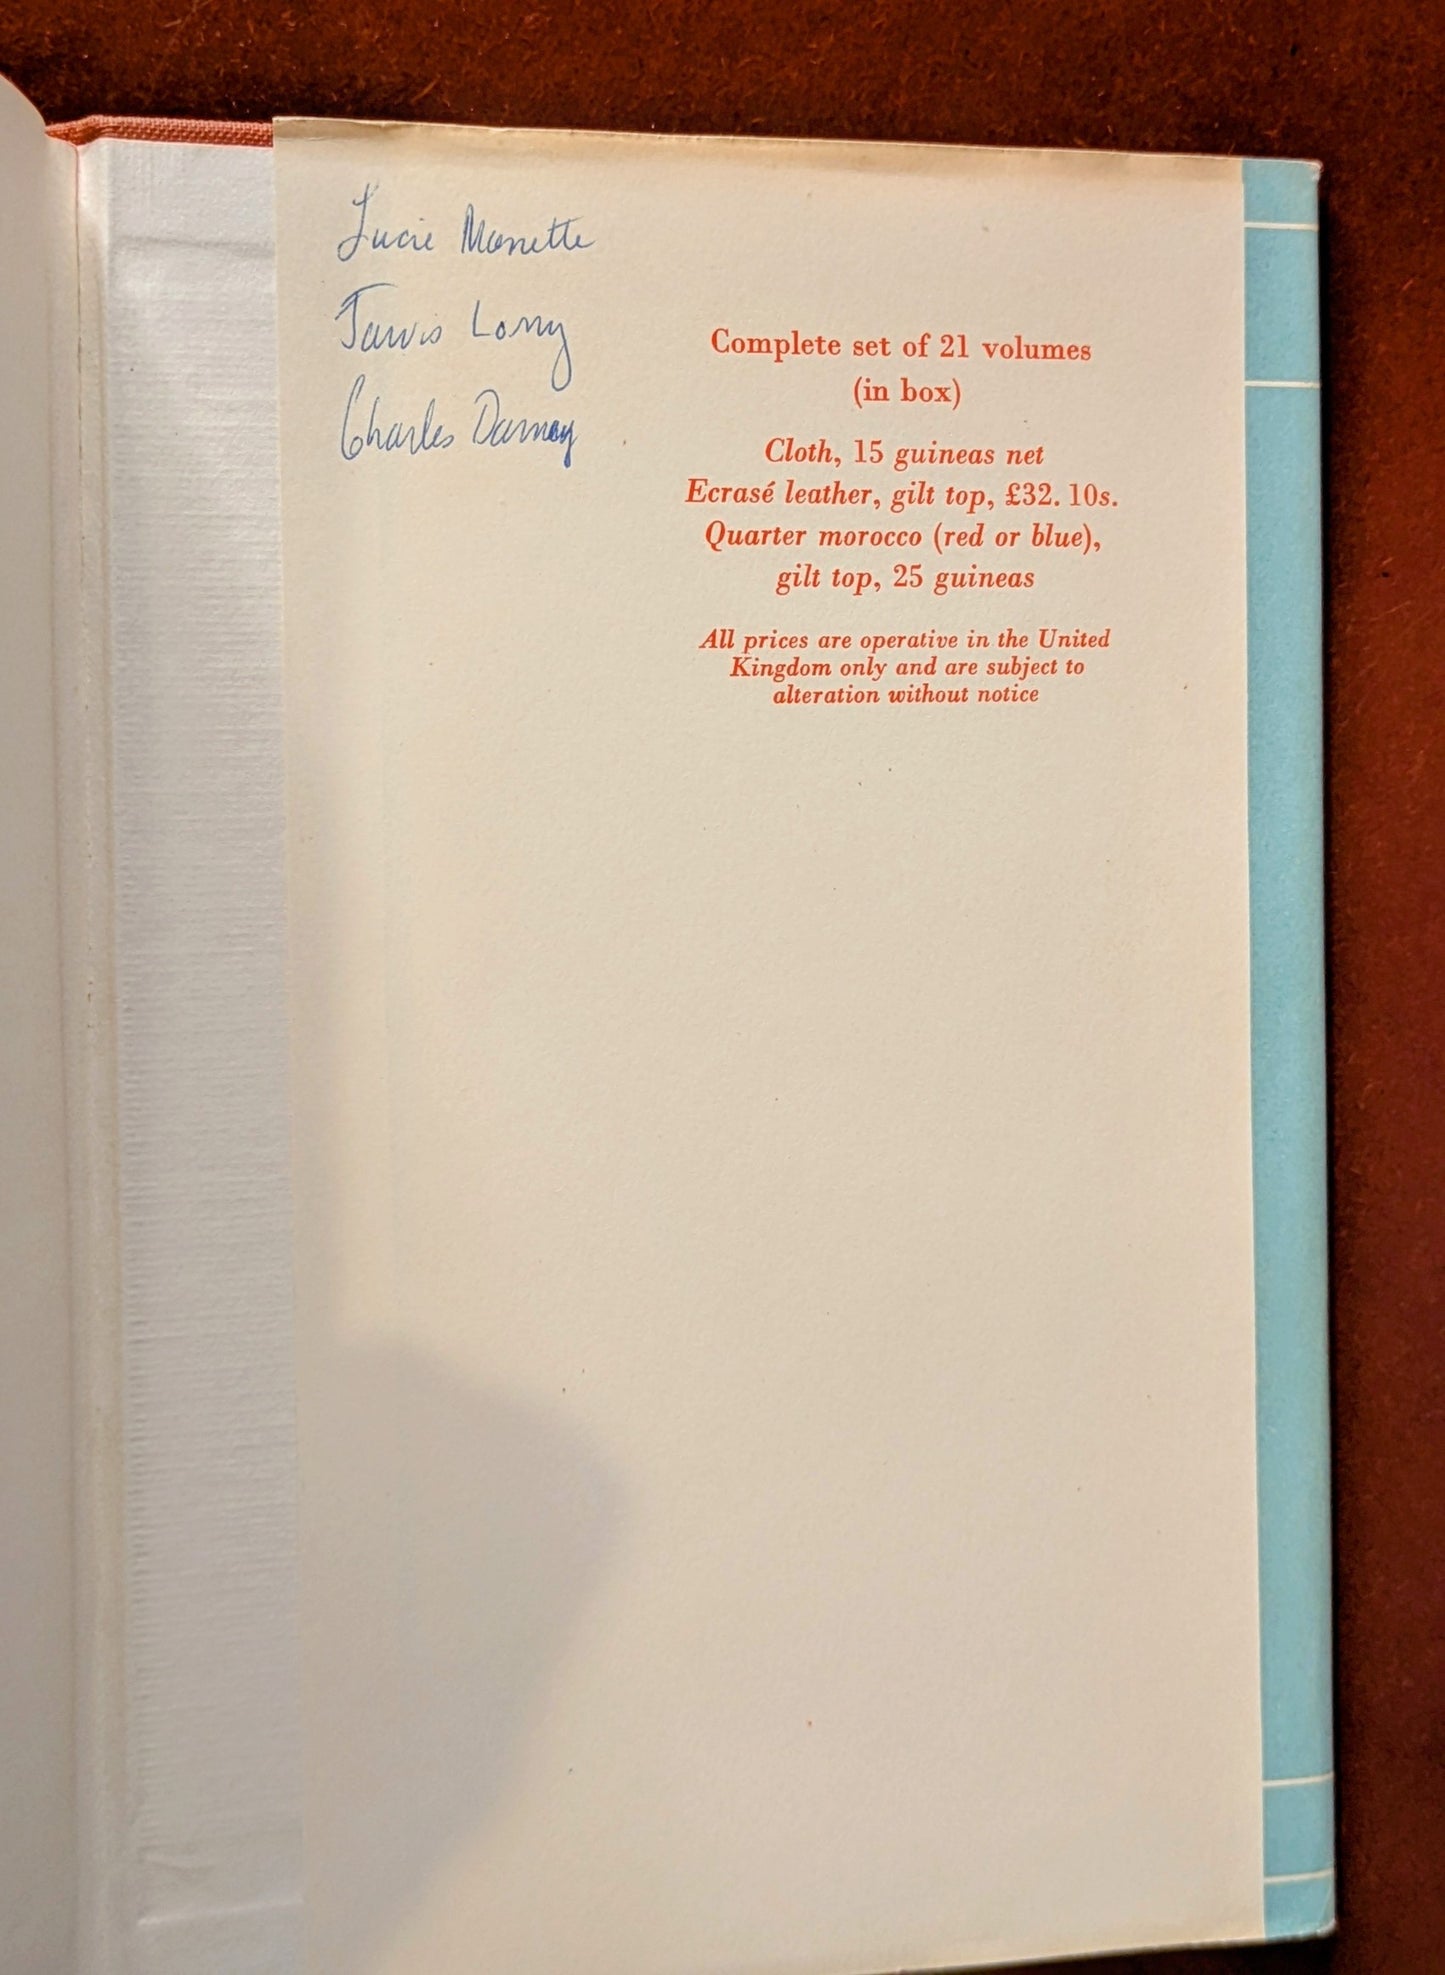 Lucie Manette
Jarvis Lorry
Charles Darnay
Complete set of 21 volumes
(in box)
Cloth, 15 guineas net
Ecrasé leather, gilt top, £32. 10s.
Quarter morocco (red or blue),
gilt top, 25 guineas
All prices are operative in the United
Kingdom only and are subject to
alteration without notice